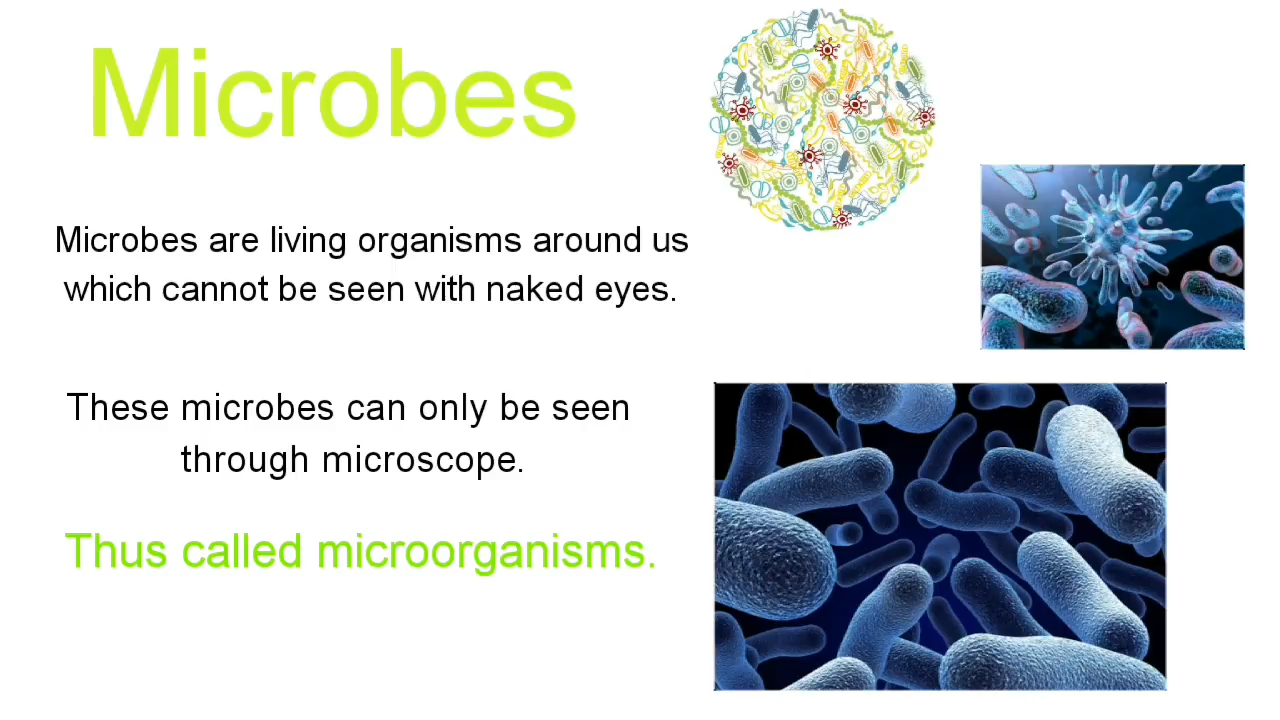 Microbes
Microbes are living organisms around us
which cannot be seen with naked eyes.
These microbes can only be seen
through microscope.
Thus called microorganisms.